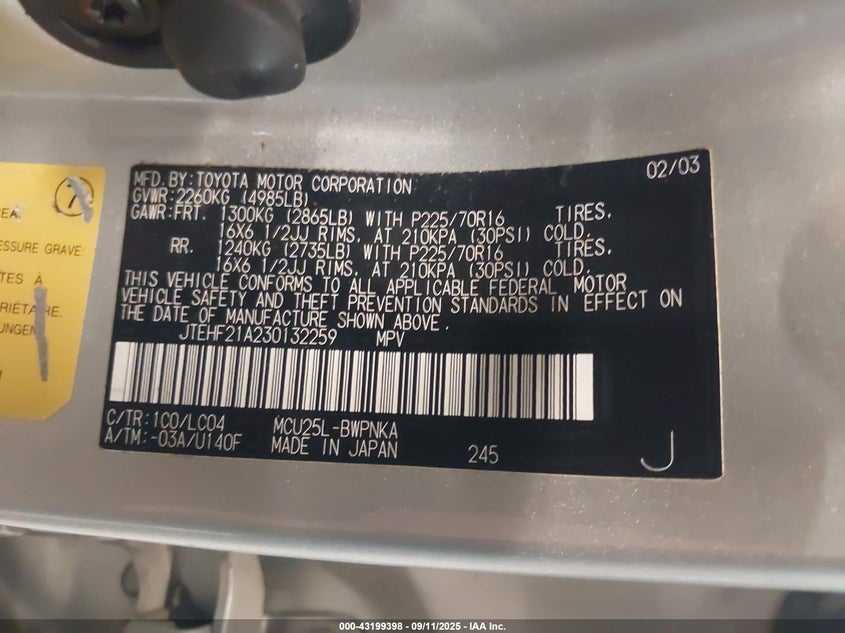 02/03
MFD. BY: TOYOTA MOTOR CORPORATION
GVWR: 2260KG (4985LB)
GAWR: FRT. 1300KG (2865LB) WITH P225/70R16 TIRES,
16X6 1/2JJ RIMS, AT 210KPA (30PSI) COLD.
RR. 1240KG (2735LB) WITH P225/70R16 TIRES,
16X6 1/2JJ RIMS, AT 210KPA (30PSI) COLD.
THIS VEHICLE CONFORMS TO ALL APPLICABLE FEDERAL MOTOR
VEHICLE SAFETY AND THEFT PREVENTION STANDARDS IN EFFECT ON
THE DATE OF MANUFACTURE SHOWN ABOVE.
JTEHF21A230132259 MPV
C/TR: 1C0/LC04 MCU25L-BWPNKA
A/TM: -03A/U140F MADE IN JAPAN 245 J
ESSURE GRAVE
TES À
RIÉTAIRE.
UNGEN
000-43199398 - 09/11/2025 - IAA Inc.